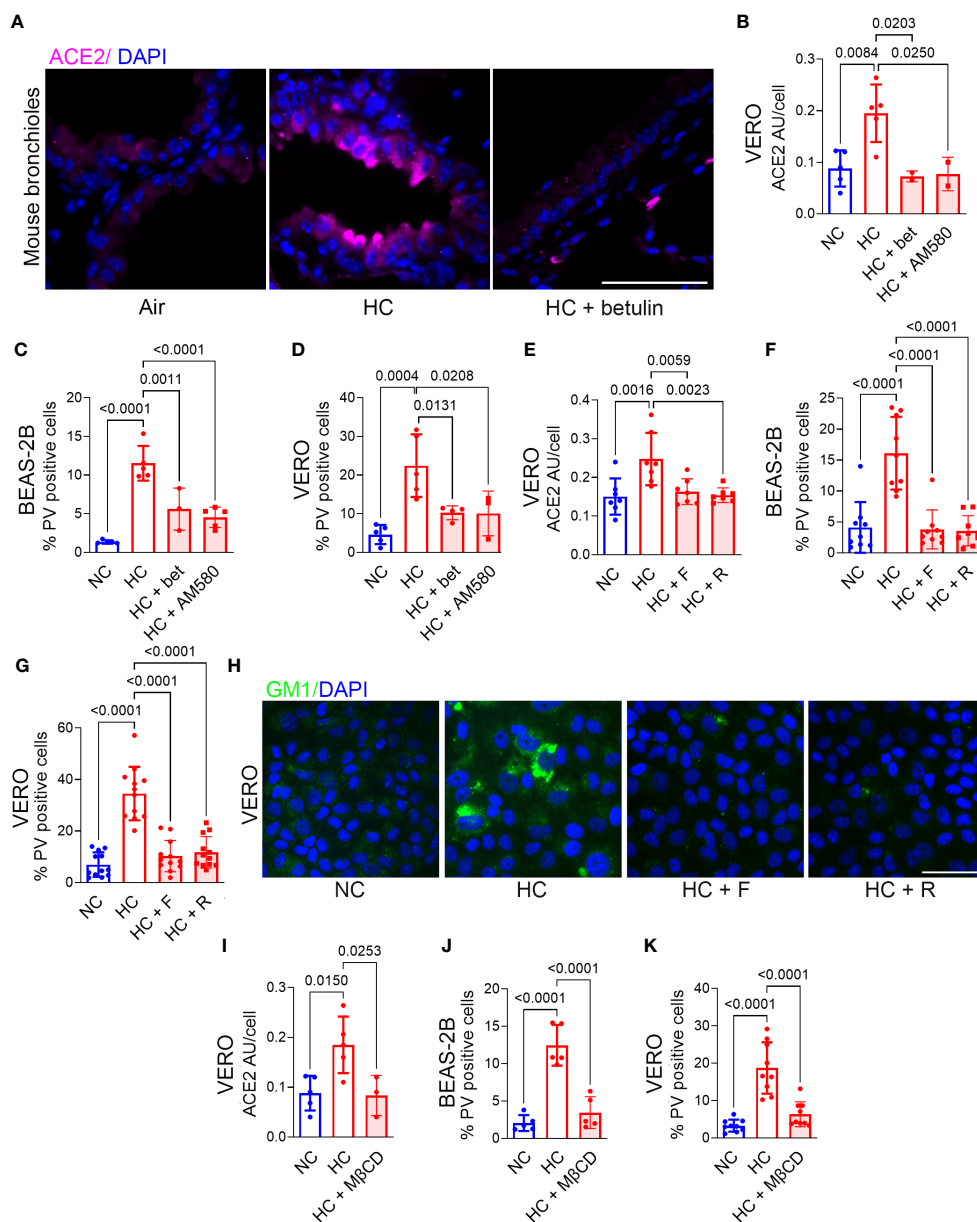 A
ACE2/ DAPI
Mouse bronchioles
Air
HC
HC + betulin
B
0.0203
0.0084
0.0250
VERO
ACE2 AU/cell
0.3
0.2
0.1
0.0
NC
HC
HC + bet
HC + AM580
C
<0.0001
0.0011
<0.0001
BEAS-2B
% PV positive cells
20
15
10
5
0
NC
HC
HC + bet
HC + AM580
D
0.0004
0.0208
0.0131
VERO
% PV positive cells
40
30
20
10
0
NC
HC
HC + bet
HC + AM580
E
0.0059
0.0016
0.0023
VERO
ACE2 AU/cell
0.4
0.3
0.2
0.1
0.0
NC
HC
HC + F
HC + R
F
<0.0001
<0.0001
<0.0001
BEAS-2B
% PV positive cells
25
20
15
10
5
0
NC
HC
HC + F
HC + R
G
<0.0001
<0.0001
<0.0001
VERO
% PV positive cells
60
40
20
0
NC
HC
HC + F
HC + R
H
GM1/DAPI
VERO
NC
HC
HC + F
HC + R
I
0.0253
0.0150
VERO
ACE2 AU/cell
0.3
0.2
0.1
0.0
NC
HC
HC + MβCD
J
<0.0001
<0.0001
BEAS-2B
% PV positive cells
20
15
10
5
0
NC
HC
HC + MβCD
K
<0.0001
<0.0001
VERO
% PV positive cells
40
30
20
10
0
NC
HC
HC + MβCD